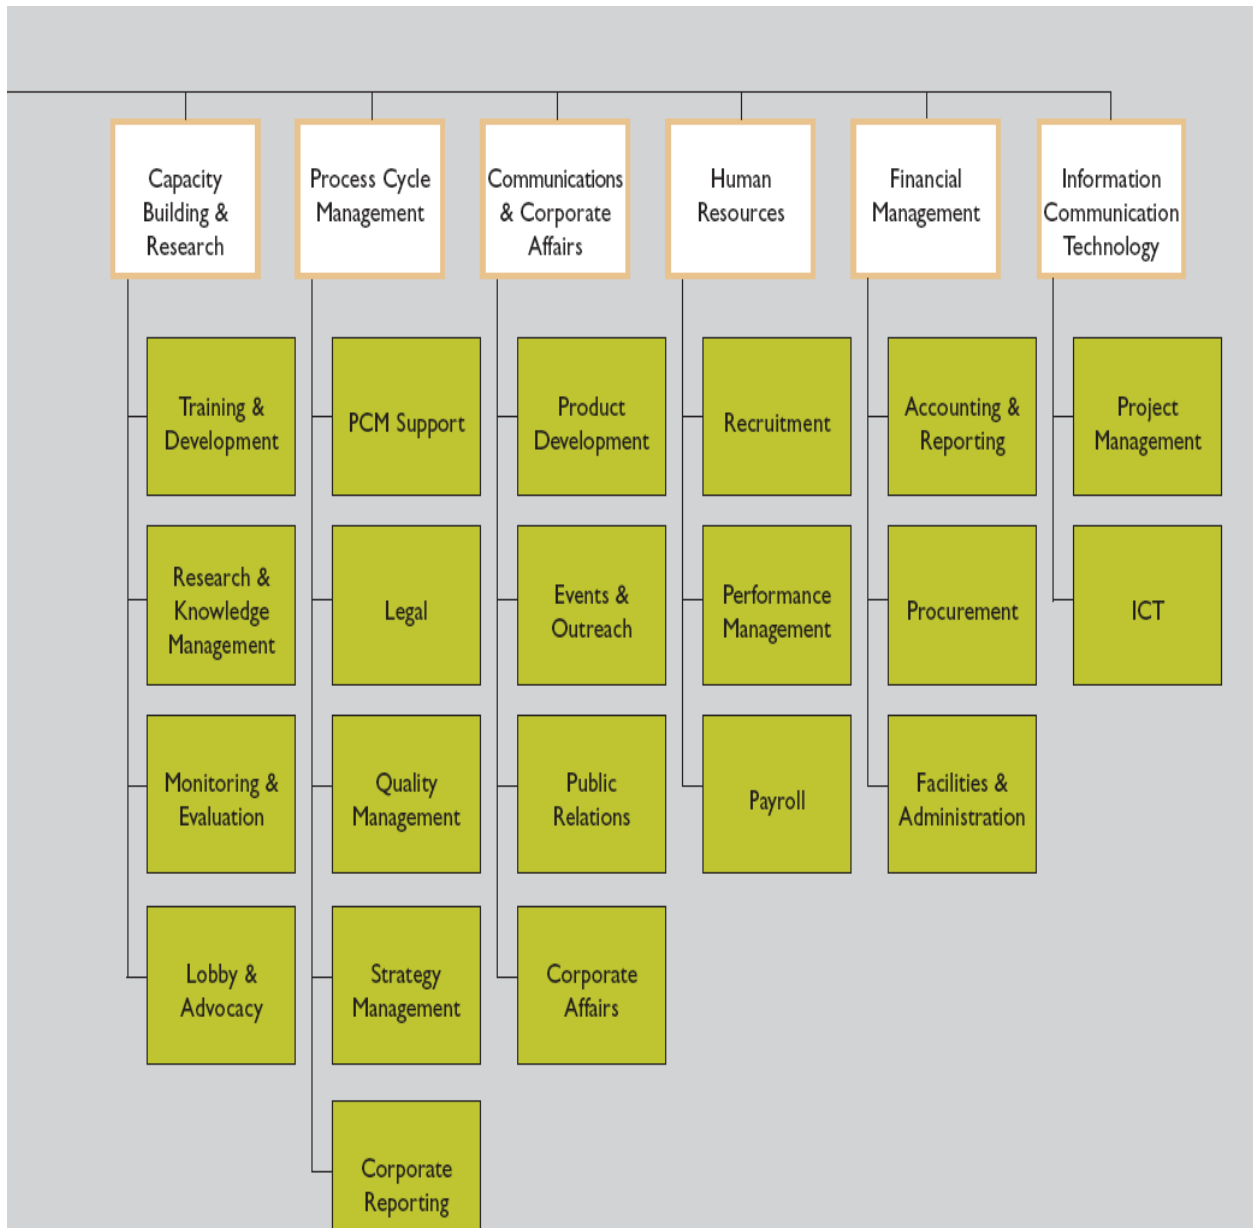 Capacity
Building &
Research
Process Cycle
Management
Communications
& Corporate
Affairs
Human
Resources
Financial
Management
Information
Communication
Technology
Training &
Development
PCM Support
Product
Development
Recruitment
Accounting &
Reporting
Project
Management
Research &
Knowledge
Management
Legal
Events &
Outreach
Performance
Management
Procurement
ICT
Monitoring &
Evaluation
Quality
Management
Public
Relations
Payroll
Facilities &
Administration
Lobby &
Advocacy
Strategy
Management
Corporate
Affairs
Corporate
Reporting